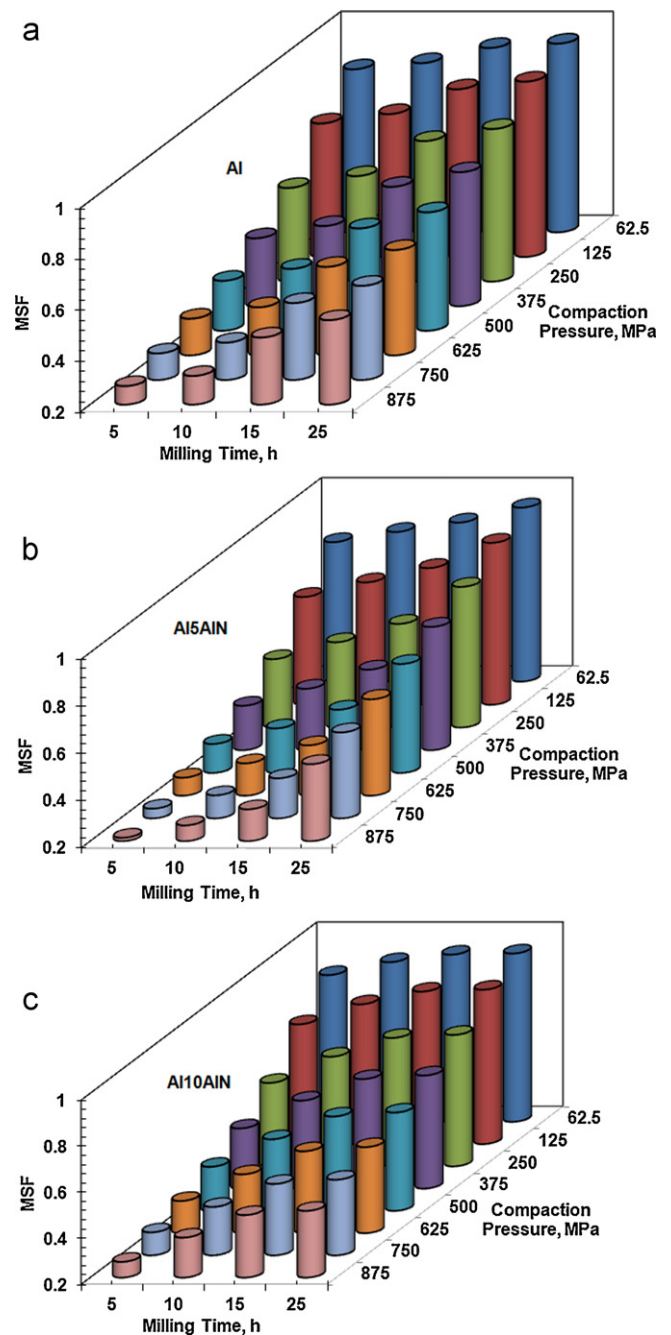 a
Al
1
0.8
0.6
0.4
0.2
MSF
5
10
15
25
Milling Time, h
62.5
125
250
375
500
625
750
875
Compaction
Pressure, MPa
b
Al5AlN
1
0.8
0.6
0.4
0.2
MSF
5
10
15
25
Milling Time, h
62.5
125
250
375
500
625
750
875
Compaction
Pressure, MPa
c
Al10AlN
1
0.8
0.6
0.4
0.2
MSF
5
10
15
25
Milling Time, h
62.5
125
250
375
500
625
750
875
Compaction
Pressure, MPa